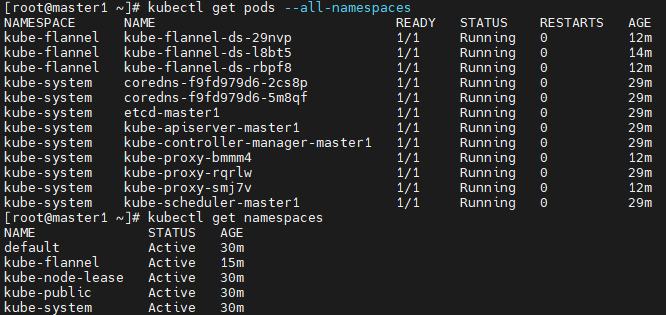 [root@master1 ~]# kubectl get pods --all-namespaces
NAMESPACE      NAME                              READY   STATUS    RESTARTS   AGE
kube-flannel   kube-flannel-ds-29nvp             1/1     Running   0          12m
kube-flannel   kube-flannel-ds-l8bt5             1/1     Running   0          14m
kube-flannel   kube-flannel-ds-rbpf8             1/1     Running   0          12m
kube-system    coredns-f9fd979d6-2cs8p           1/1     Running   0          29m
kube-system    coredns-f9fd979d6-5m8qf           1/1     Running   0          29m
kube-system    etcd-master1                      1/1     Running   0          29m
kube-system    kube-apiserver-master1            1/1     Running   0          29m
kube-system    kube-controller-manager-master1   1/1     Running   0          29m
kube-system    kube-proxy-bmmm4                  1/1     Running   0          12m
kube-system    kube-proxy-rqrlw                  1/1     Running   0          29m
kube-system    kube-proxy-smj7v                  1/1     Running   0          12m
kube-system    kube-scheduler-master1            1/1     Running   0          29m
[root@master1 ~]# kubectl get namespaces
NAME              STATUS   AGE
default           Active   30m
kube-flannel      Active   15m
kube-node-lease   Active   30m
kube-public       Active   30m
kube-system       Active   30m